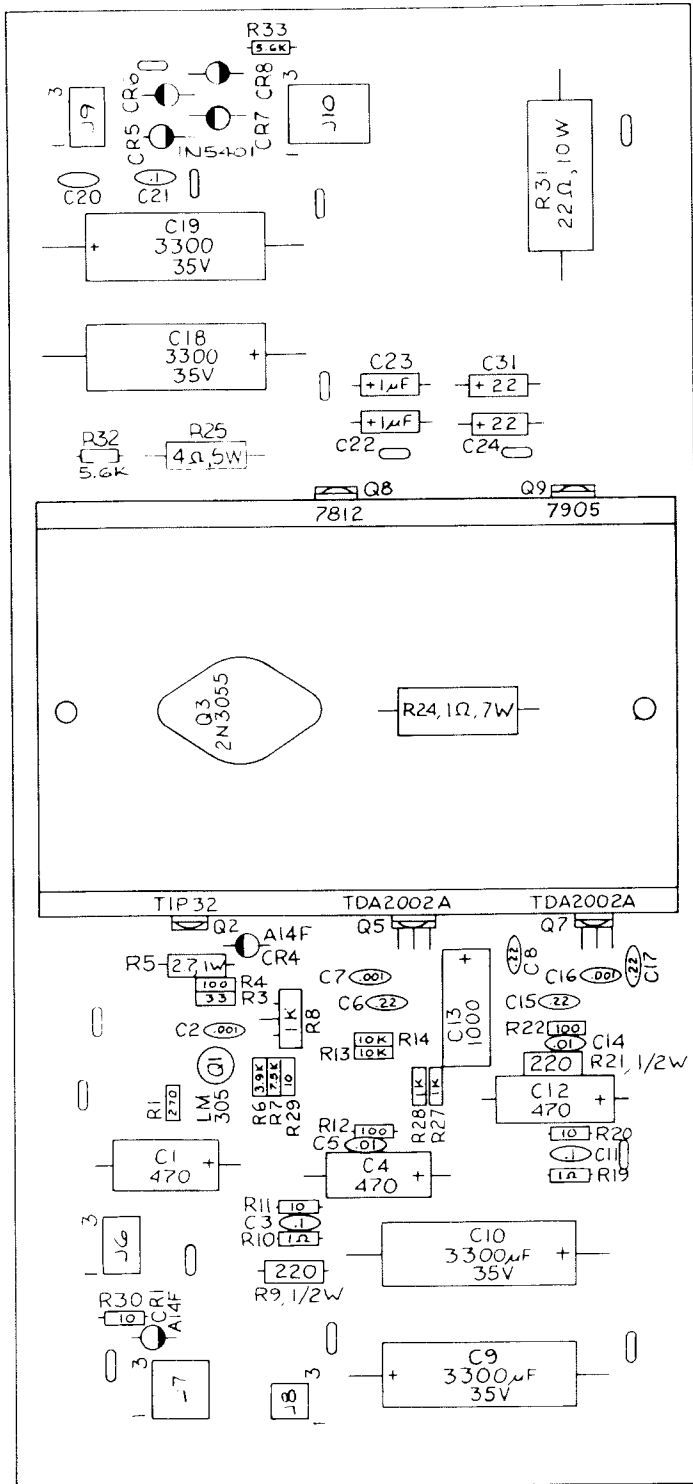 R33
5.6K
3
J9
1
CR6
CR5
CR8
CR7
1N5401
3
J10
1
R31
22Ω, 10W
C20
C21
.1
C19
+ 3300
35V
C18
3300 +
35V
C23
+1µF
C31
+22
+1µF
C22
+22
C24
R32
5.6K
R25
4Ω, 5W
Q8
7812
Q9
7905
Q3
2N3055
R24, 1Ω, 7W
TIP32
Q2
TDA2002A
Q5
TDA2002A
Q7
A14F
CR4
R5
2.7, 1W
100
R4
33
R3
C2
.001
1K
R8
C7
.001
C6
.22
10K
R14
R13
10K
+
C13
1000
.22
C8
C16
.001
.22
C17
C15
.22
R22
100
.01
C14
220
R21, 1/2W
C12
470 +
Q1
LM
305
R1
270
3.9K
7.5K
10
R6
R7
R29
1K
1K
R28
R27
R12
100
C5
.01
C4
470 +
10
R20
.1
C11
1Ω
R19
C1
470 +
R11
10
C3
.1
R10
1Ω
220
R9, 1/2W
3
J6
1
R30
10
CR1
A14F
C10
3300µF +
35V
C9
+ 3300µF
35V
3
J7
1
3
J8
1